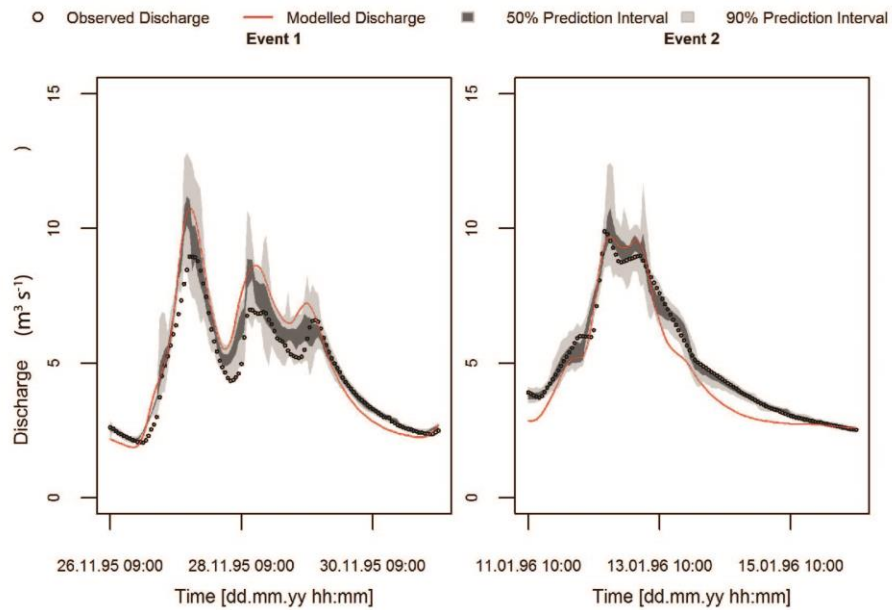 Observed Discharge Modelled Discharge 50% Prediction Interval 90% Prediction Interval
Event 1 Event 2
15 15
10 10
5 5
0 0
Discharge (m³ s⁻¹) )
26.11.95 09:00 28.11.95 09:00 30.11.95 09:00 11.01.96 10:00 13.01.96 10:00 15.01.96 10:00
Time [dd.mm.yy hh:mm] Time [dd.mm.yy hh:mm]